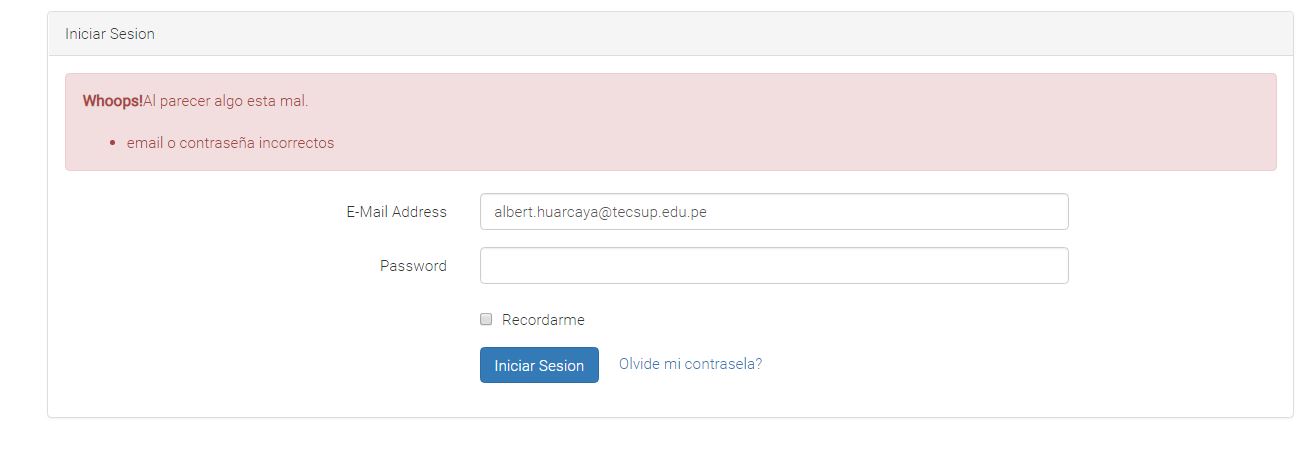 Iniciar Sesion
Whoops!Al parecer algo esta mal.
email o contraseña incorrectos
E-Mail Address albert.huarcaya@tecsup.edu.pe
Password
Recordarme
Iniciar Sesion Olvide mi contrasela?